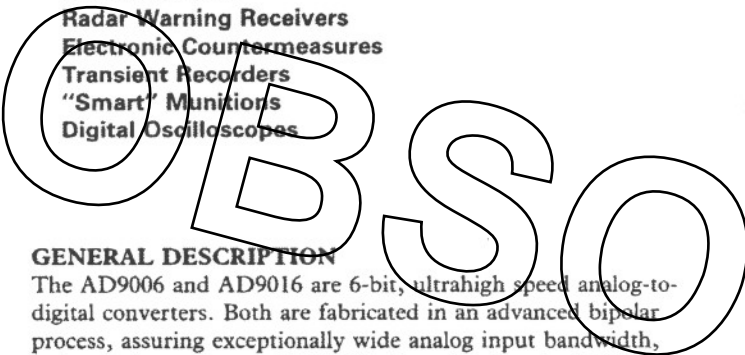 Radar Warning Receivers
Electronic Countermeasures
Transient Recorders
“Smart” Munitions
Digital Oscilloscopes
OBSO
GENERAL DESCRIPTION
The AD9006 and AD9016 are 6-bit, ultrahigh speed analog-to-
digital converters. Both are fabricated in an advanced bipolar
process, assuring exceptionally wide analog input bandwidth,